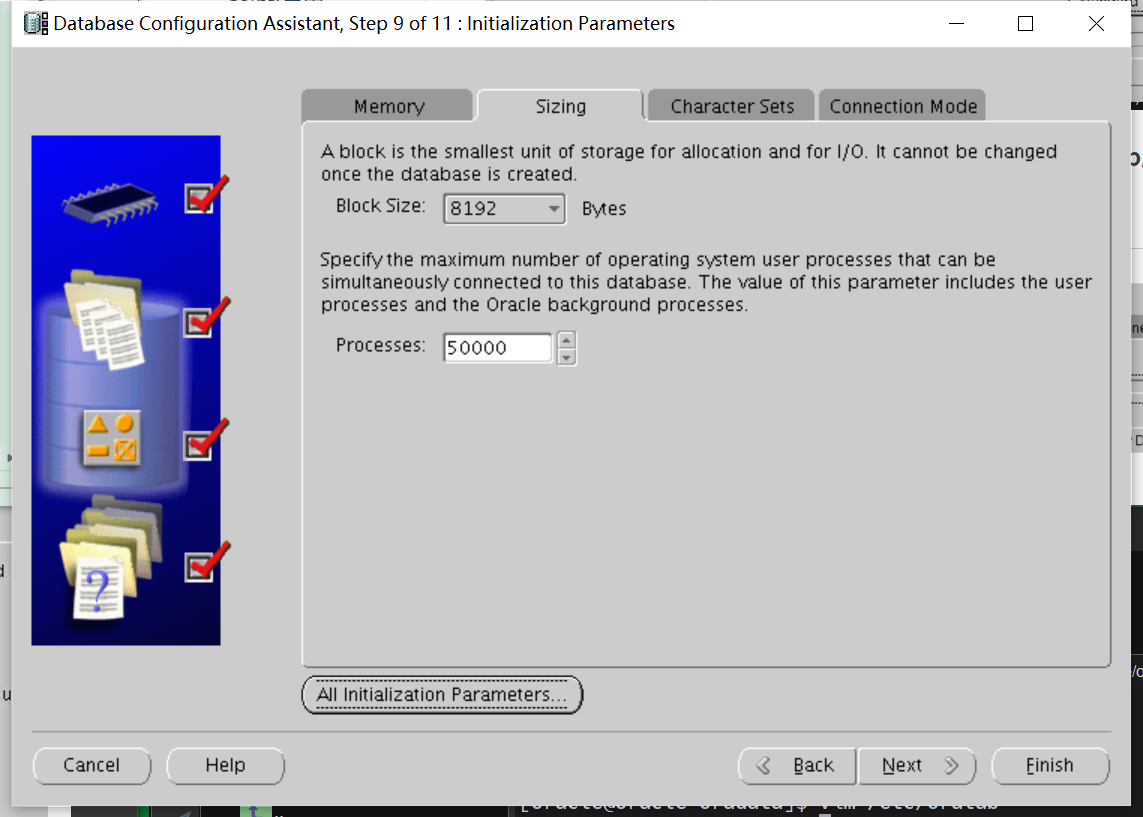 Database Configuration Assistant, Step 9 of 11 : Initialization Parameters
Memory
Sizing
Character Sets
Connection Mode
A block is the smallest unit of storage for allocation and for I/O. It cannot be changed
once the database is created.
Block Size: 8192 Bytes
Specify the maximum number of operating system user processes that can be
simultaneously connected to this database. The value of this parameter includes the user
processes and the Oracle background processes.
Processes: 50000
?
All Initialization Parameters...
Cancel
Help
Back
Next
Finish